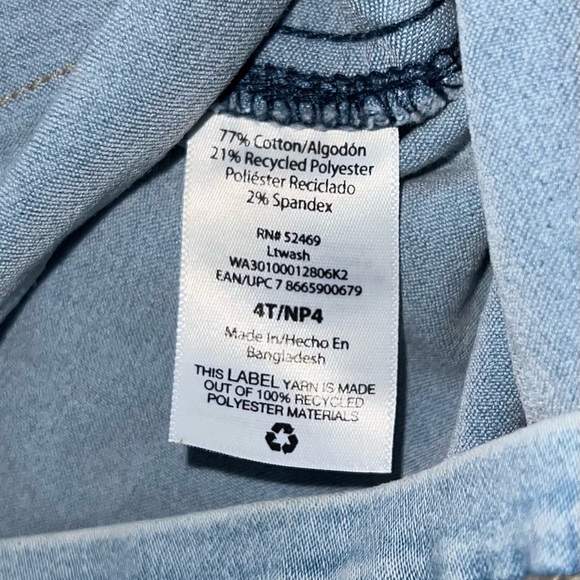 77% Cotton/Algodón
21% Recycled Polyester
Poliéster Reciclado
2% Spandex
RN# 52469
Ltwash
WA30100012806K2
EAN/UPC 7 8665900679
4T/NP4
Made In/Hecho En
Bangladesh
THIS LABEL YARN IS MADE
OUT OF 100% RECYCLED
POLYESTER MATERIALS